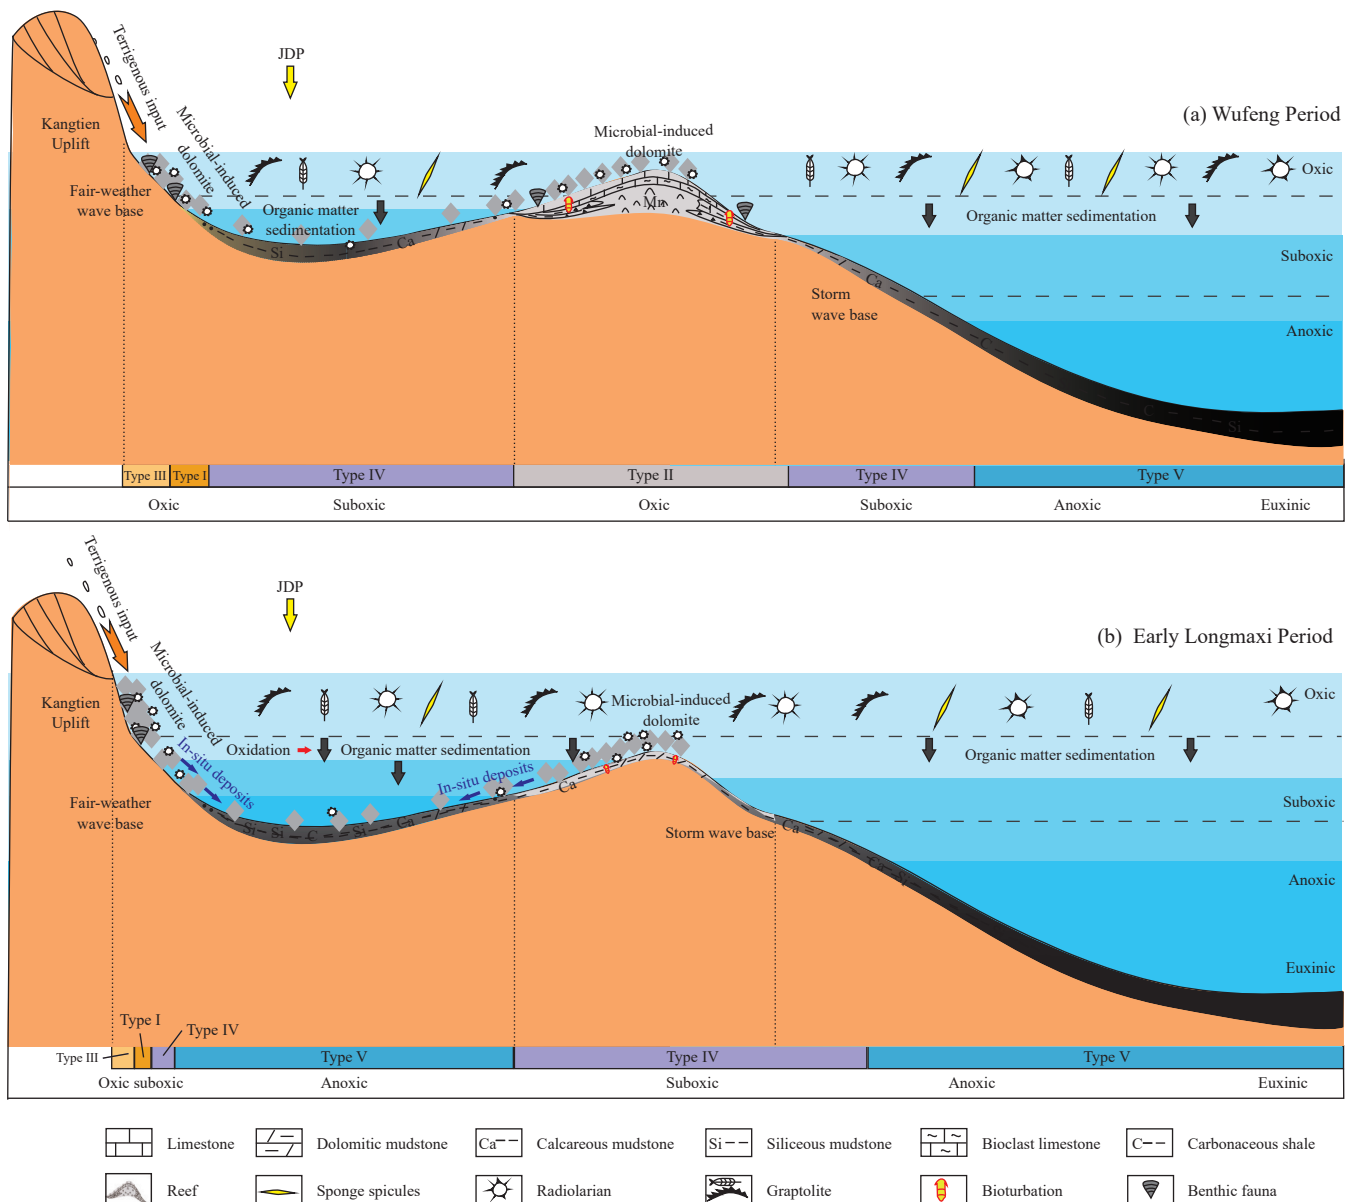 JDP
(a) Wufeng Period
Terrigenous input
Microbial-induced
dolomite
Kangtien
Uplift
Microbial-induced
dolomite
Oxic
Fair-weather
wave base
Organic matter
sedimentation
Mn
Organic matter sedimentation
Si
Ca
Suboxic
Ca
Storm
wave base
Anoxic
C
C
Si
Type III
Type I
Type IV
Type II
Type IV
Type V
Oxic
Suboxic
Oxic
Suboxic
Anoxic
Euxinic
Terrigenous input
JDP
(b) Early Longmaxi Period
Microbial-induced
dolomite
Kangtien
Uplift
Microbial-induced
dolomite
Oxic
In-situ deposits
Oxidation
Organic matter sedimentation
Organic matter sedimentation
In-situ deposits
Ca
Fair-weather
wave base
Suboxic
Si
Si
C
Si
Ca
Storm wave base
Ca
Ca
Si
Anoxic
Euxinic
Type I
Type IV
Type III
Type V
Type IV
Type V
Oxic suboxic
Anoxic
Suboxic
Anoxic
Euxinic
Limestone
Dolomitic mudstone
Ca
Calcareous mudstone
Si
Siliceous mudstone
Bioclast limestone
C
Carbonaceous shale
Reef
Sponge spicules
Radiolarian
Graptolite
Bioturbation
Benthic fauna